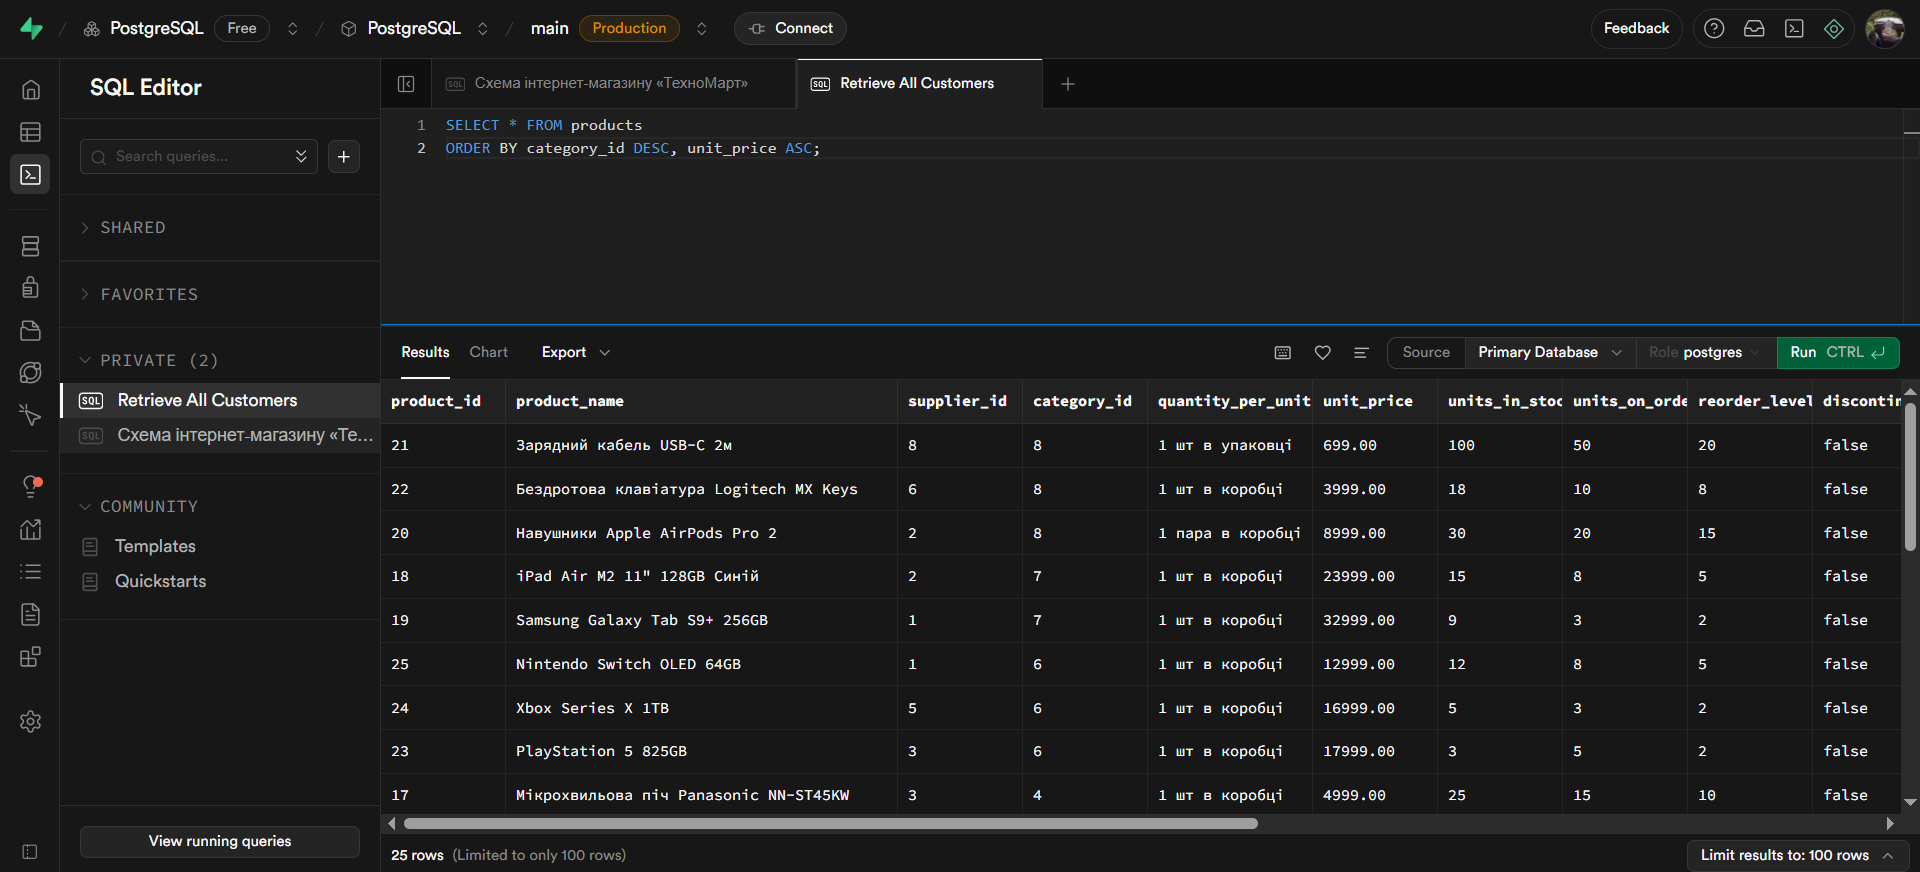 PostgreSQL Free / PostgreSQL / main Production Connect Feedback
SQL Editor
Search queries...
SHARED
FAVORITES
PRIVATE (2)
SQL Retrieve All Customers
SQL Схема інтернет-магазину «Те...
COMMUNITY
Templates
Quickstarts
View running queries
SQL Схема інтернет-магазину «ТехноМарт» SQL Retrieve All Customers
1 SELECT * FROM products
2 ORDER BY category_id DESC, unit_price ASC;
Results Chart Export Source Primary Database Role postgres Run CTRL
product_id product_name supplier_id category_id quantity_per_unit unit_price units_in_stoc units_on_orde reorder_level discontin
21 Зарядний кабель USB-C 2м 8 8 1 шт в упаковці 699.00 100 50 20 false
22 Бездротова клавіатура Logitech MX Keys 6 8 1 шт в коробці 3999.00 18 10 8 false
20 Навушники Apple AirPods Pro 2 2 8 1 пара в коробці 8999.00 30 20 15 false
18 iPad Air M2 11" 128GB Синій 2 7 1 шт в коробці 23999.00 15 8 5 false
19 Samsung Galaxy Tab S9+ 256GB 1 7 1 шт в коробці 32999.00 9 3 2 false
25 Nintendo Switch OLED 64GB 1 6 1 шт в коробці 12999.00 12 8 5 false
24 Xbox Series X 1TB 5 6 1 шт в коробці 16999.00 5 3 2 false
23 PlayStation 5 825GB 3 6 1 шт в коробці 17999.00 3 5 2 false
17 Мікрохвильова піч Panasonic NN-ST45KW 3 4 1 шт в коробці 4999.00 25 15 10 false
25 rows (Limited to only 100 rows) Limit results to: 100 rows